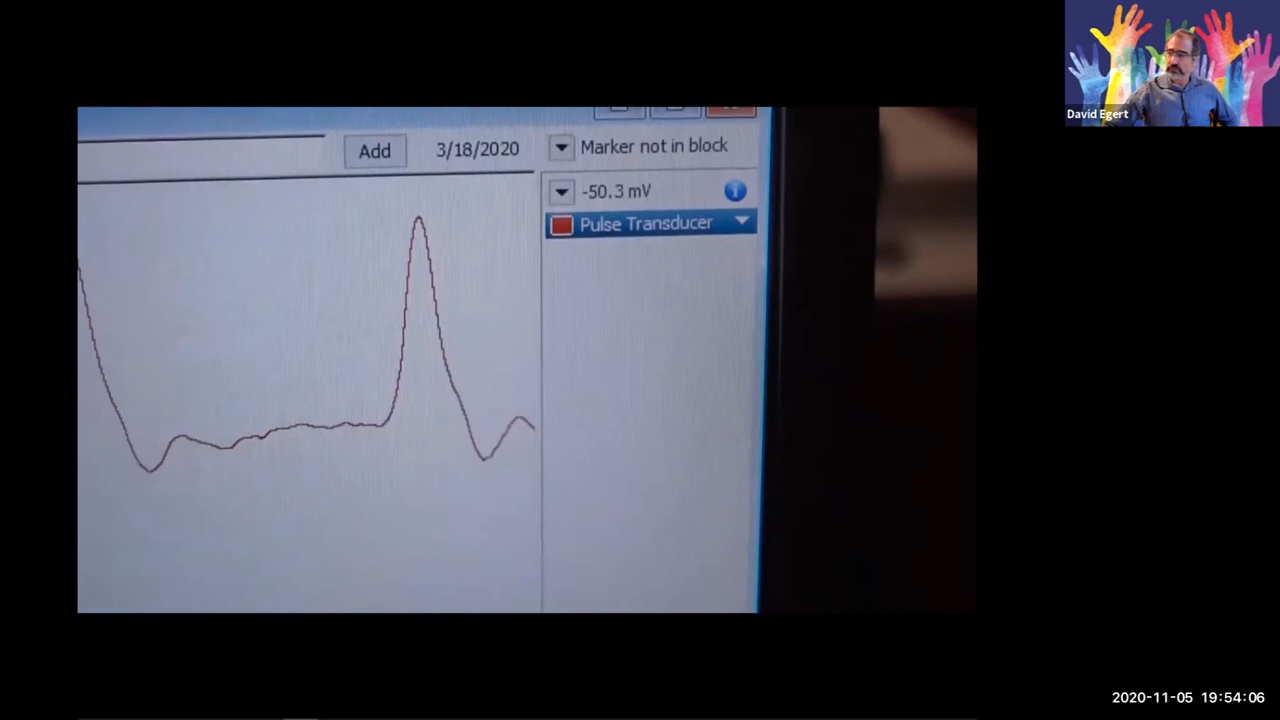 David Egert
Add
3/18/2020
Marker not in block
-50.3 mV
Pulse Transducer
2020-11-05 19:54:06